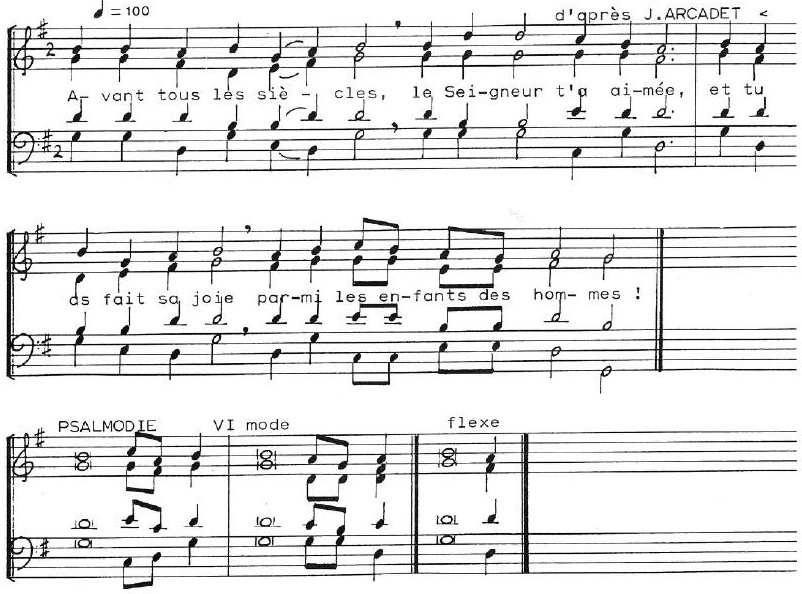 = 100
d'après J.ARCADET <
A- vant tous les siè - cles, le Sei-gneur t'a ai-mée, et tu
as fait sa joie par-mi les en-fants des hom- mes !
PSALMODIE VI mode flexe